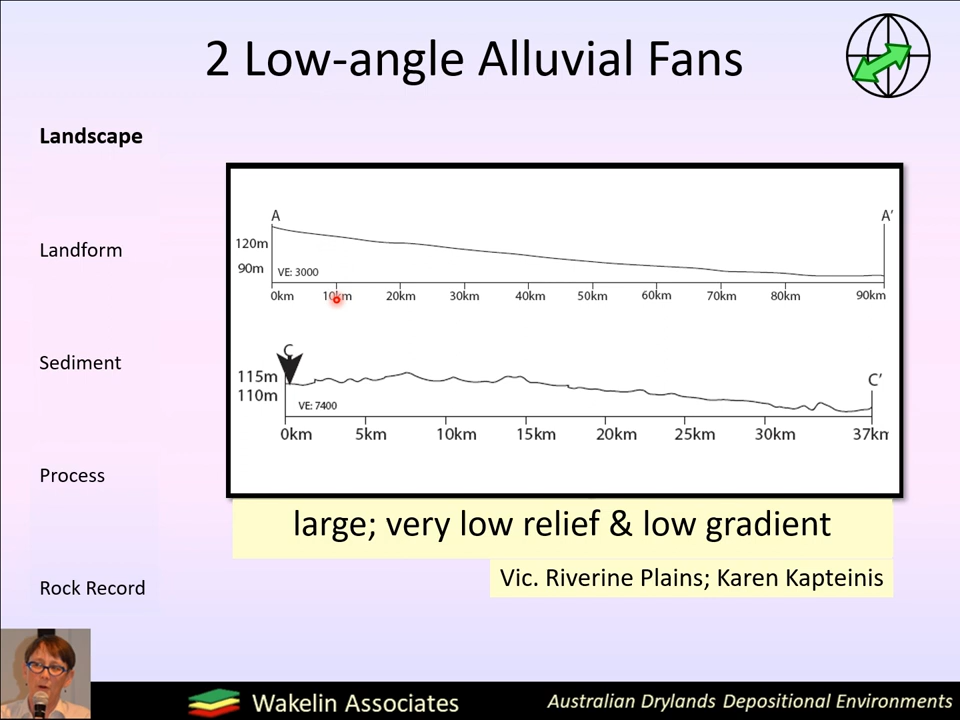 2 Low-angle Alluvial Fans
Landscape
Landform
Sediment
Process
Rock Record
A A′
120m
90m
VE: 3000
0km 10km 20km 30km 40km 50km 60km 70km 80km 90km
C C′
115m
110m
VE: 7400
0km 5km 10km 15km 20km 25km 30km 37km
large; very low relief & low gradient
Vic. Riverine Plains; Karen Kapteinis
Wakelin Associates
Australian Drylands Depositional Environments